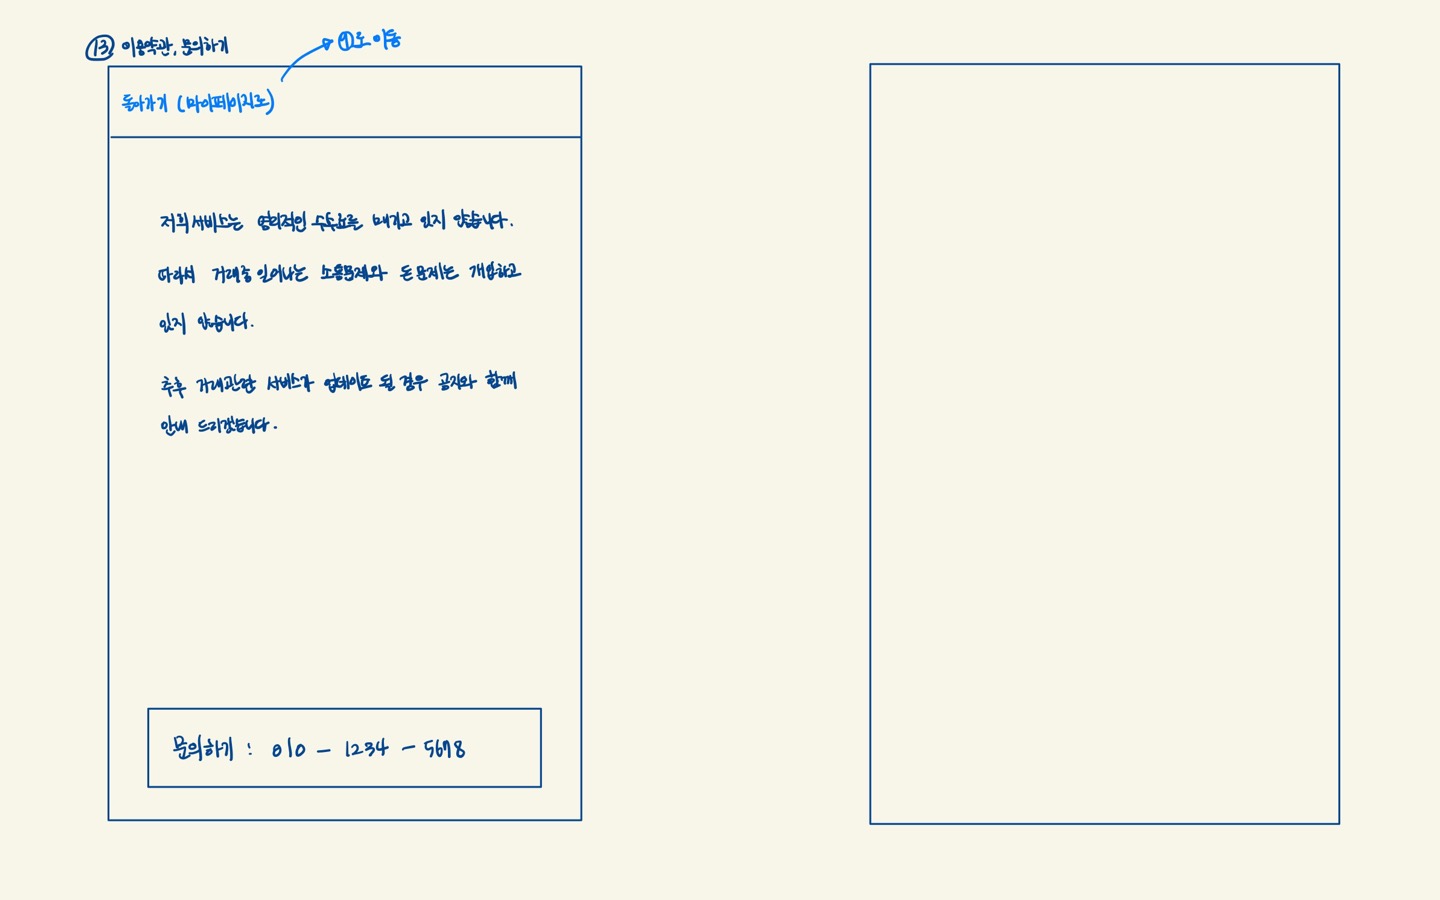 ⑬ 이용약관, 문의하기
로 이동
돌아가기 (마이페이지로)
저희 서비스는 영리적인 수수료를 매기고 있지 않습니다.
따라서 거래중 일어나는 소용문제와 돈 문제는 개입하고
있지 않습니다.
추후 거래관련 서비스가 업데이트 될 경우 공지와 함께
안내 드리겠습니다.
문의하기 : 010 - 1234 - 5678